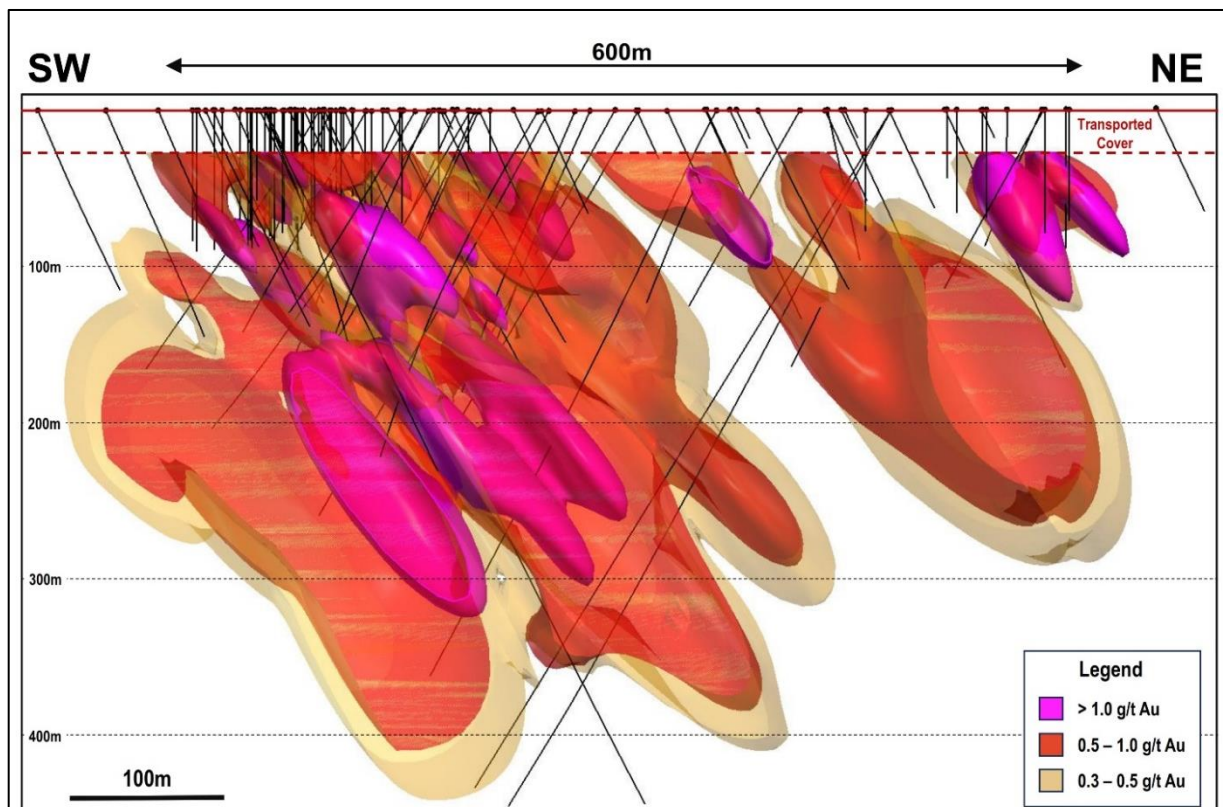 SW
600m
NE
Transported
Cover
100m
200m
300m
400m
100m
Legend
> 1.0 g/t Au
0.5 – 1.0 g/t Au
0.3 – 0.5 g/t Au